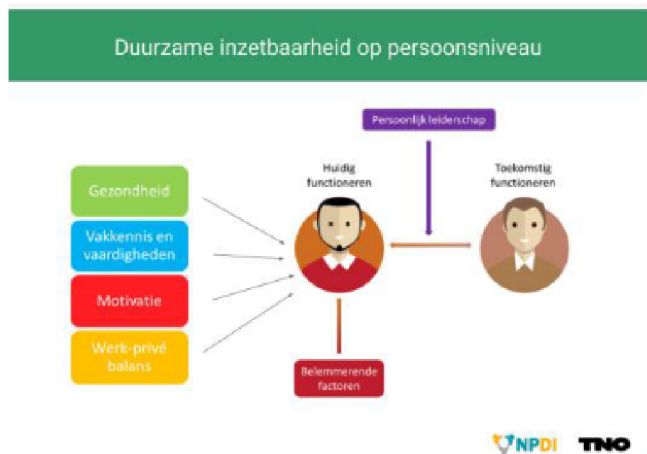 Duurzame inzetbaarheid op persoonsniveau
Persoonlijk leiderschap
Huidig
functioneren
Toekomstig
functioneren
Gezondheid
Vakkennis en
vaardigheden
Motivatie
Werk-privé
balans
Belemmerende
factoren
NPDI
TNO